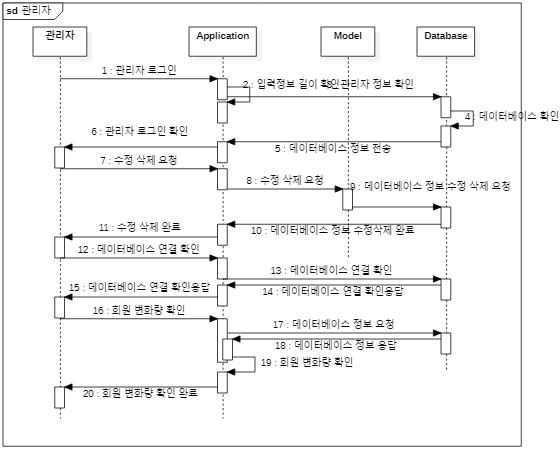 sd 관리자
관리자
Application
Model
Database
1 : 관리자 로그인
2 : 입력정보 길이 확인
3 : 관리자 정보 확인
4 : 데이터베이스 확인
5 : 데이터베이스 정보 전송
6 : 관리자 로그인 확인
7 : 수정 삭제 요청
8 : 수정 삭제 요청
9 : 데이터베이스 정보 수정 삭제 요청
10 : 데이터베이스 정보 수정삭제 완료
11 : 수정 삭제 완료
12 : 데이터베이스 연결 확인
13 : 데이터베이스 연결 확인
14 : 데이터베이스 연결 확인응답
15 : 데이터베이스 연결 확인응답
16 : 회원 변화량 확인
17 : 데이터베이스 정보 요청
18 : 데이터베이스 정보 응답
19 : 회원 변화량 확인
20 : 회원 변화량 확인 완료